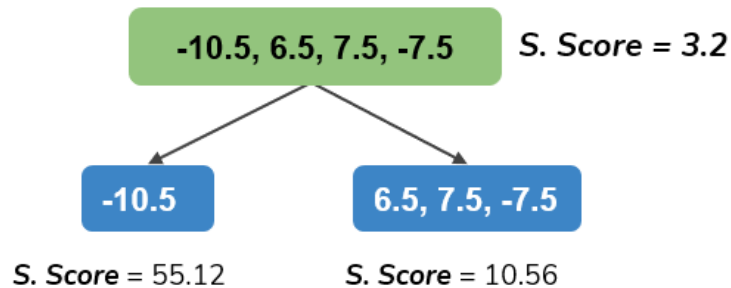 -10.5, 6.5, 7.5, -7.5
S. Score = 3.2
-10.5
6.5, 7.5, -7.5
S. Score = 55.12
S. Score = 10.56